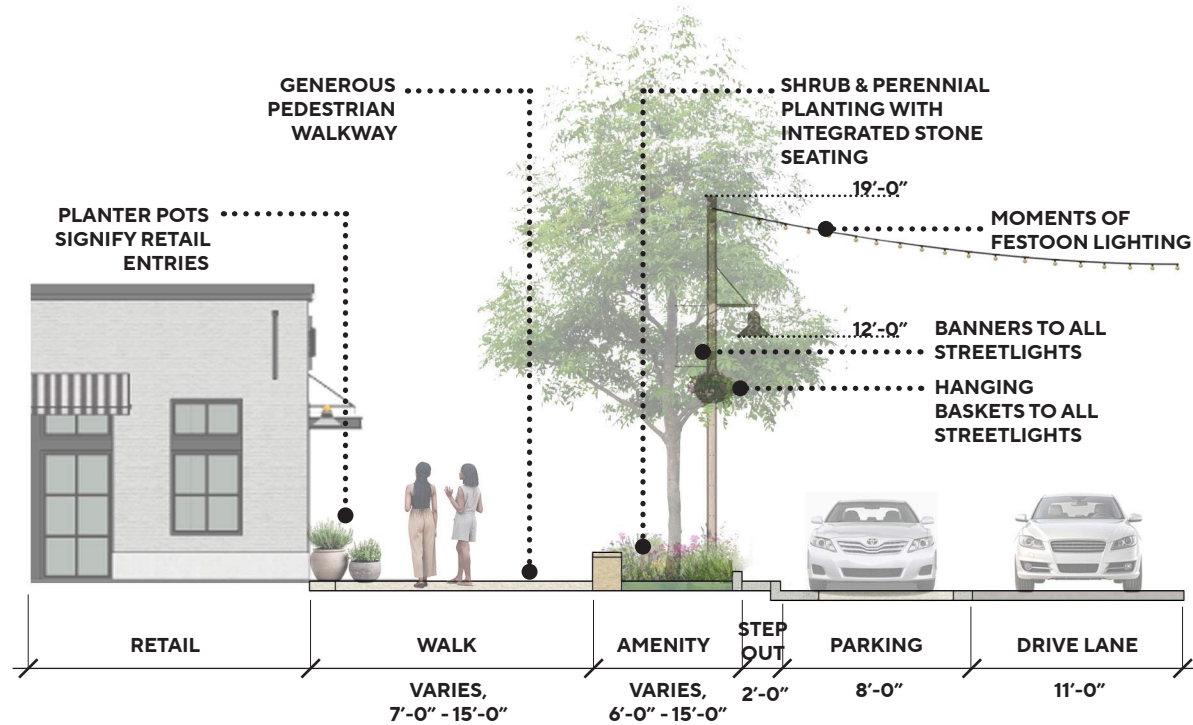 GENEROUS
PEDESTRIAN
WALKWAY
SHRUB & PERENNIAL
PLANTING WITH
INTEGRATED STONE
SEATING
19’-0”
PLANTER POTS
SIGNIFY RETAIL
ENTRIES
MOMENTS OF
FESTOON LIGHTING
12’-0”
BANNERS TO ALL
STREETLIGHTS
HANGING
BASKETS TO ALL
STREETLIGHTS
RETAIL
WALK
AMENITY
STEP
OUT
PARKING
DRIVE LANE
VARIES,
7’-0” - 15’-0”
VARIES,
6’-0” - 15’-0”
2’-0”
8’-0”
11’-0”